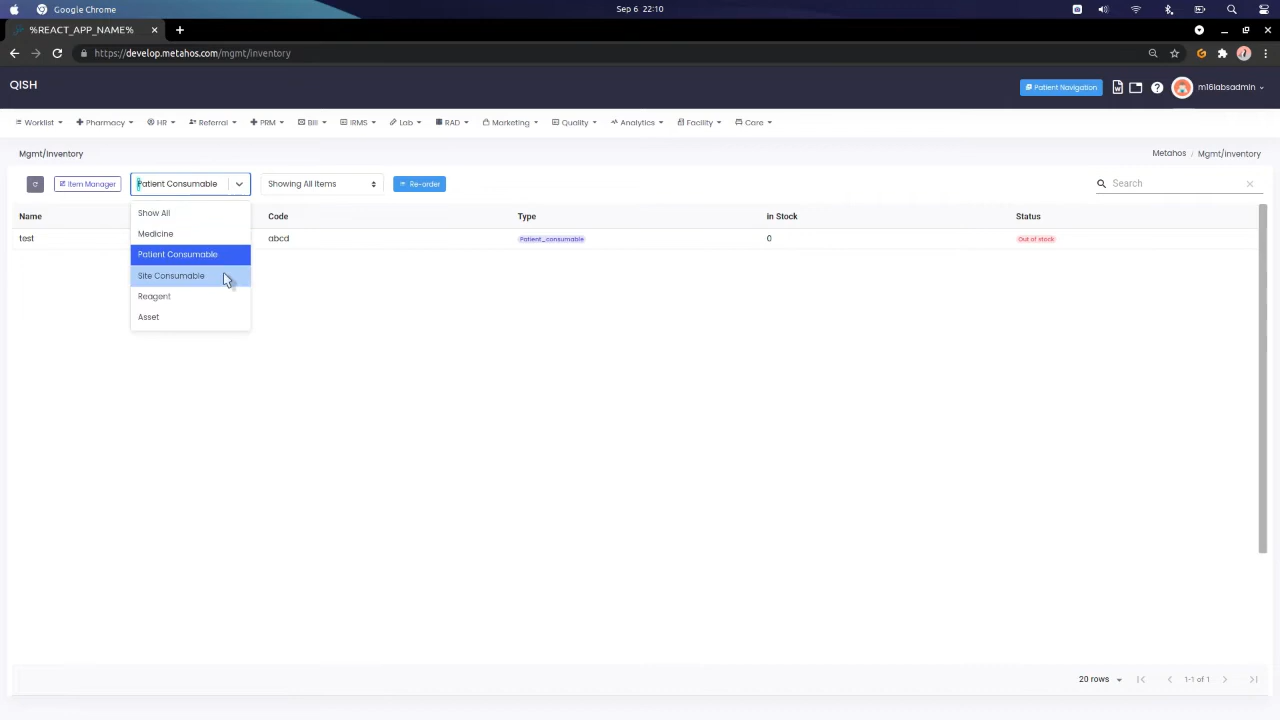 Google Chrome
Sep 6 22:10
%REACT_APP_NAME%
https://develop.metahos.com/mgmt/inventory
QISH
Patient Navigation
m16labsadmin
Worklist Pharmacy HR Referral PRM Bill IRMS Lab RAD Marketing Quality Analytics Facility Care
Mgmt/Inventory
Metahos / Mgmt/Inventory
Item Manager
Patient Consumable
Showing All Items
Re-order
Search
Name Code Type in Stock Status
test abcd Patient_consumable 0 Out of stock
Show All
Medicine
Patient Consumable
Site Consumable
Reagent
Asset
20 rows
1-1 of 1